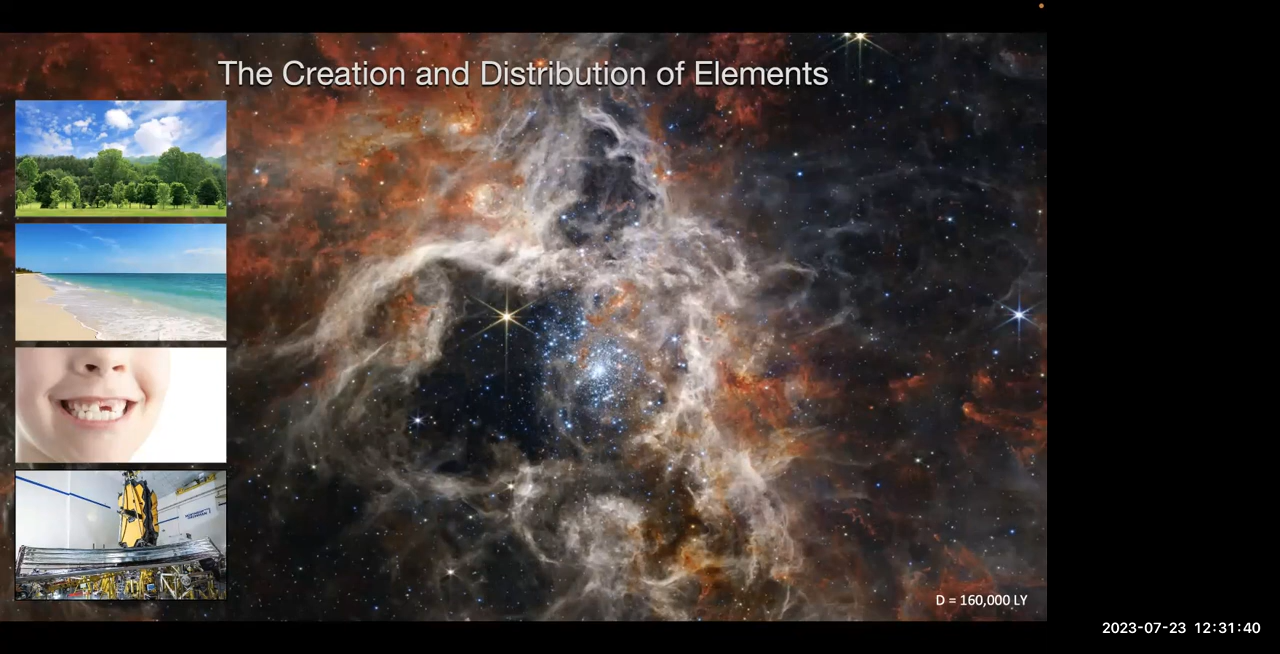 The Creation and Distribution of Elements
D = 160,000 LY
2023-07-23 12:31:40